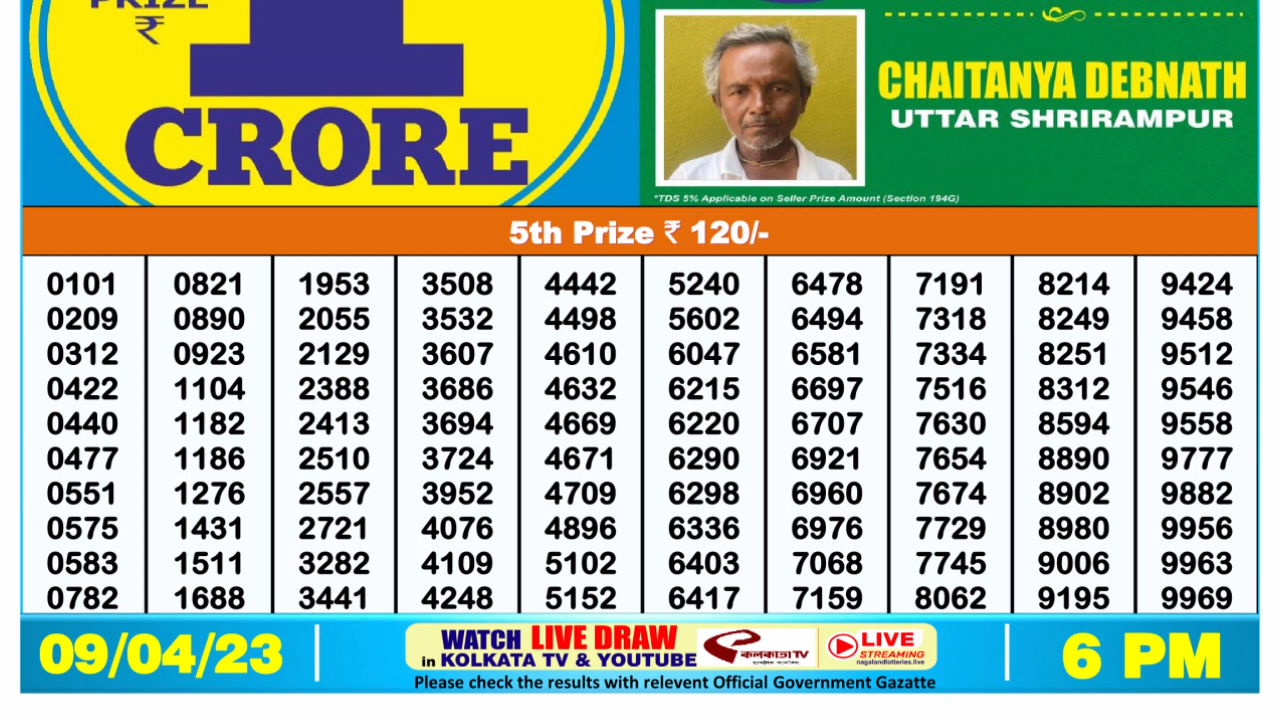 PRIZE
₹
1
CRORE
CHAITANYA DEBNATH
UTTAR SHRIRAMPUR
*TDS 5% Applicable on Seller Prize Amount (Section 194G)
5th Prize ₹ 120/-
0101 0821 1953 3508 4442 5240 6478 7191 8214 9424
0209 0890 2055 3532 4498 5602 6494 7318 8249 9458
0312 0923 2129 3607 4610 6047 6581 7334 8251 9512
0422 1104 2388 3686 4632 6215 6697 7516 8312 9546
0440 1182 2413 3694 4669 6220 6707 7630 8594 9558
0477 1186 2510 3724 4671 6290 6921 7654 8890 9777
0551 1276 2557 3952 4709 6298 6960 7674 8902 9882
0575 1431 2721 4076 4896 6336 6976 7729 8980 9956
0583 1511 3282 4109 5102 6403 7068 7745 9006 9963
0782 1688 3441 4248 5152 6417 7159 8062 9195 9969
09/04/23
WATCH LIVE DRAW
in KOLKATA TV & YOUTUBE
কলকাতা TV
LIVE
STREAMING
nagalandlotteries.live
Please check the results with relevent Official Government Gazatte
6 PM